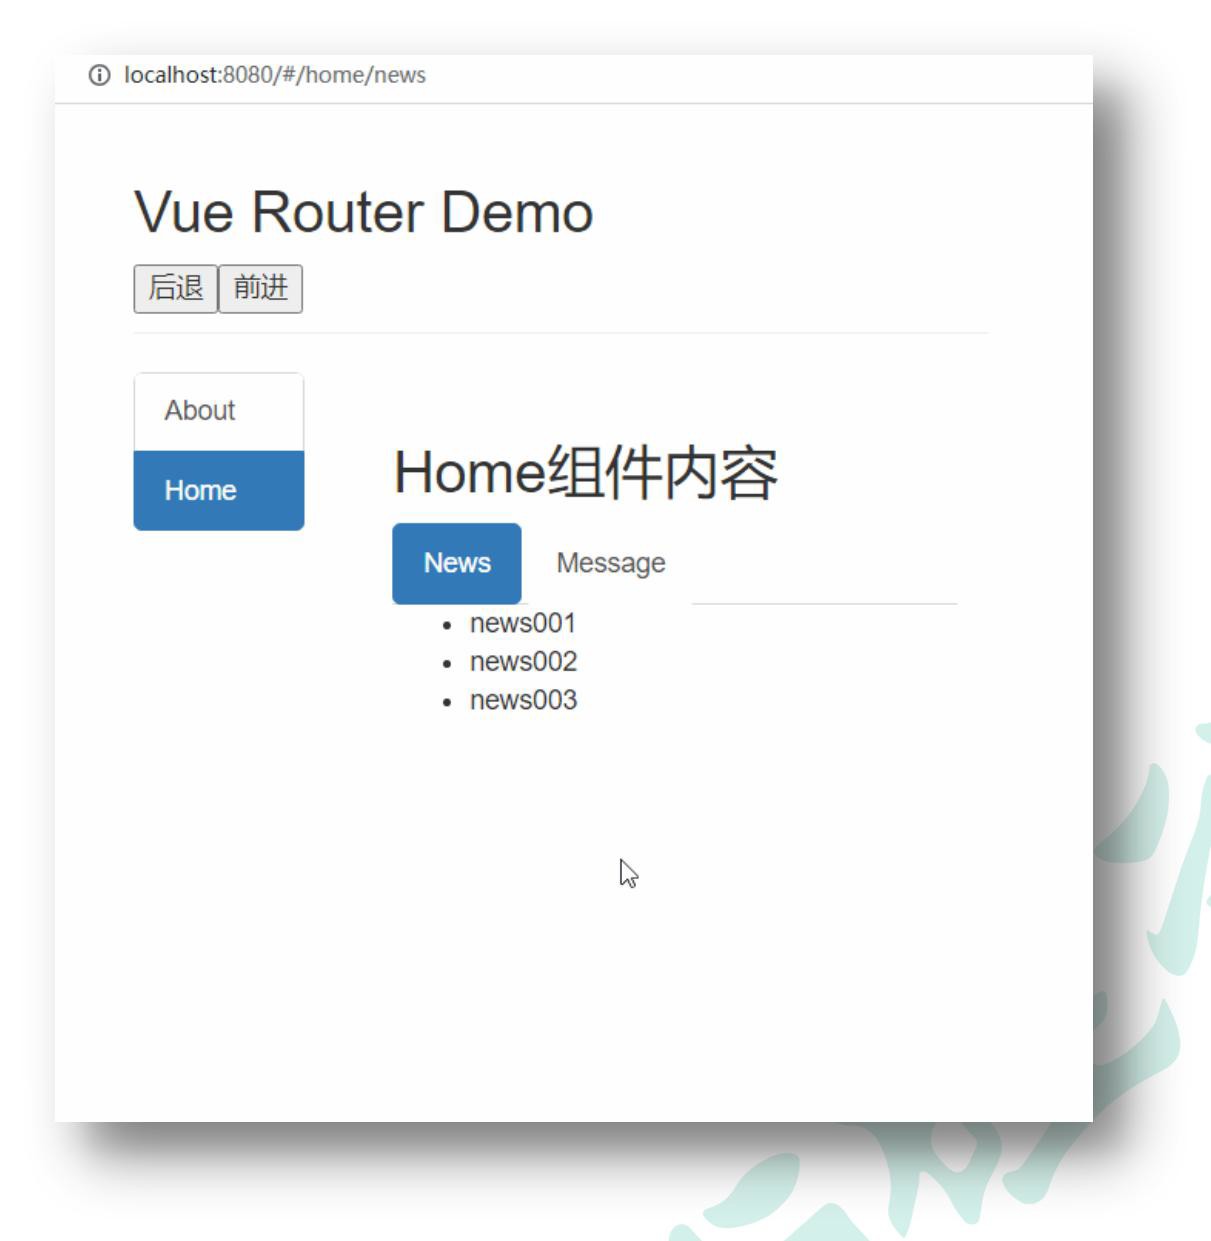 localhost:8080/#/home/news
Vue Router Demo
后退 前进
About
Home
Home组件内容
News Message
news001
news002
news003